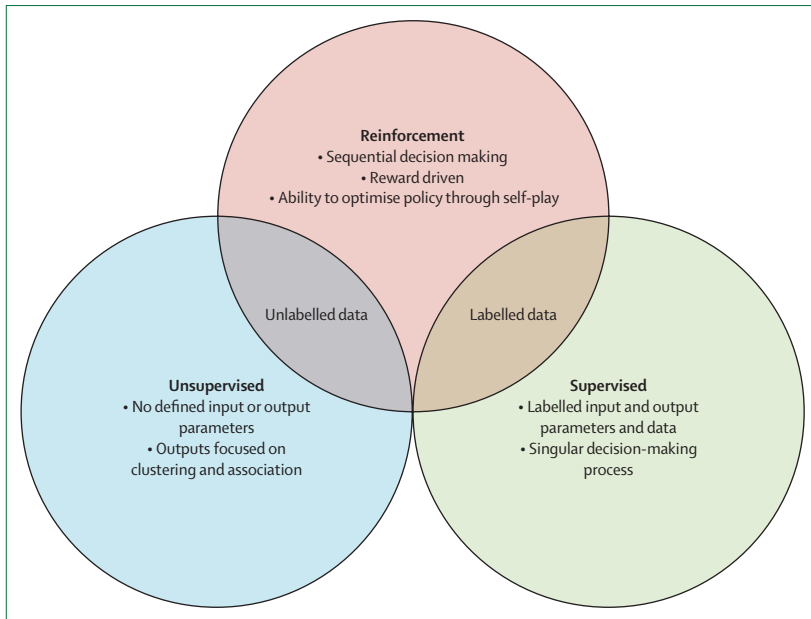 Reinforcement
• Sequential decision making
• Reward driven
• Ability to optimise policy through self-play
Unlabelled data
Labelled data
Unsupervised
• No defined input or output
parameters
• Outputs focused on
clustering and association
Supervised
• Labelled input and output
parameters and data
• Singular decision-making
process